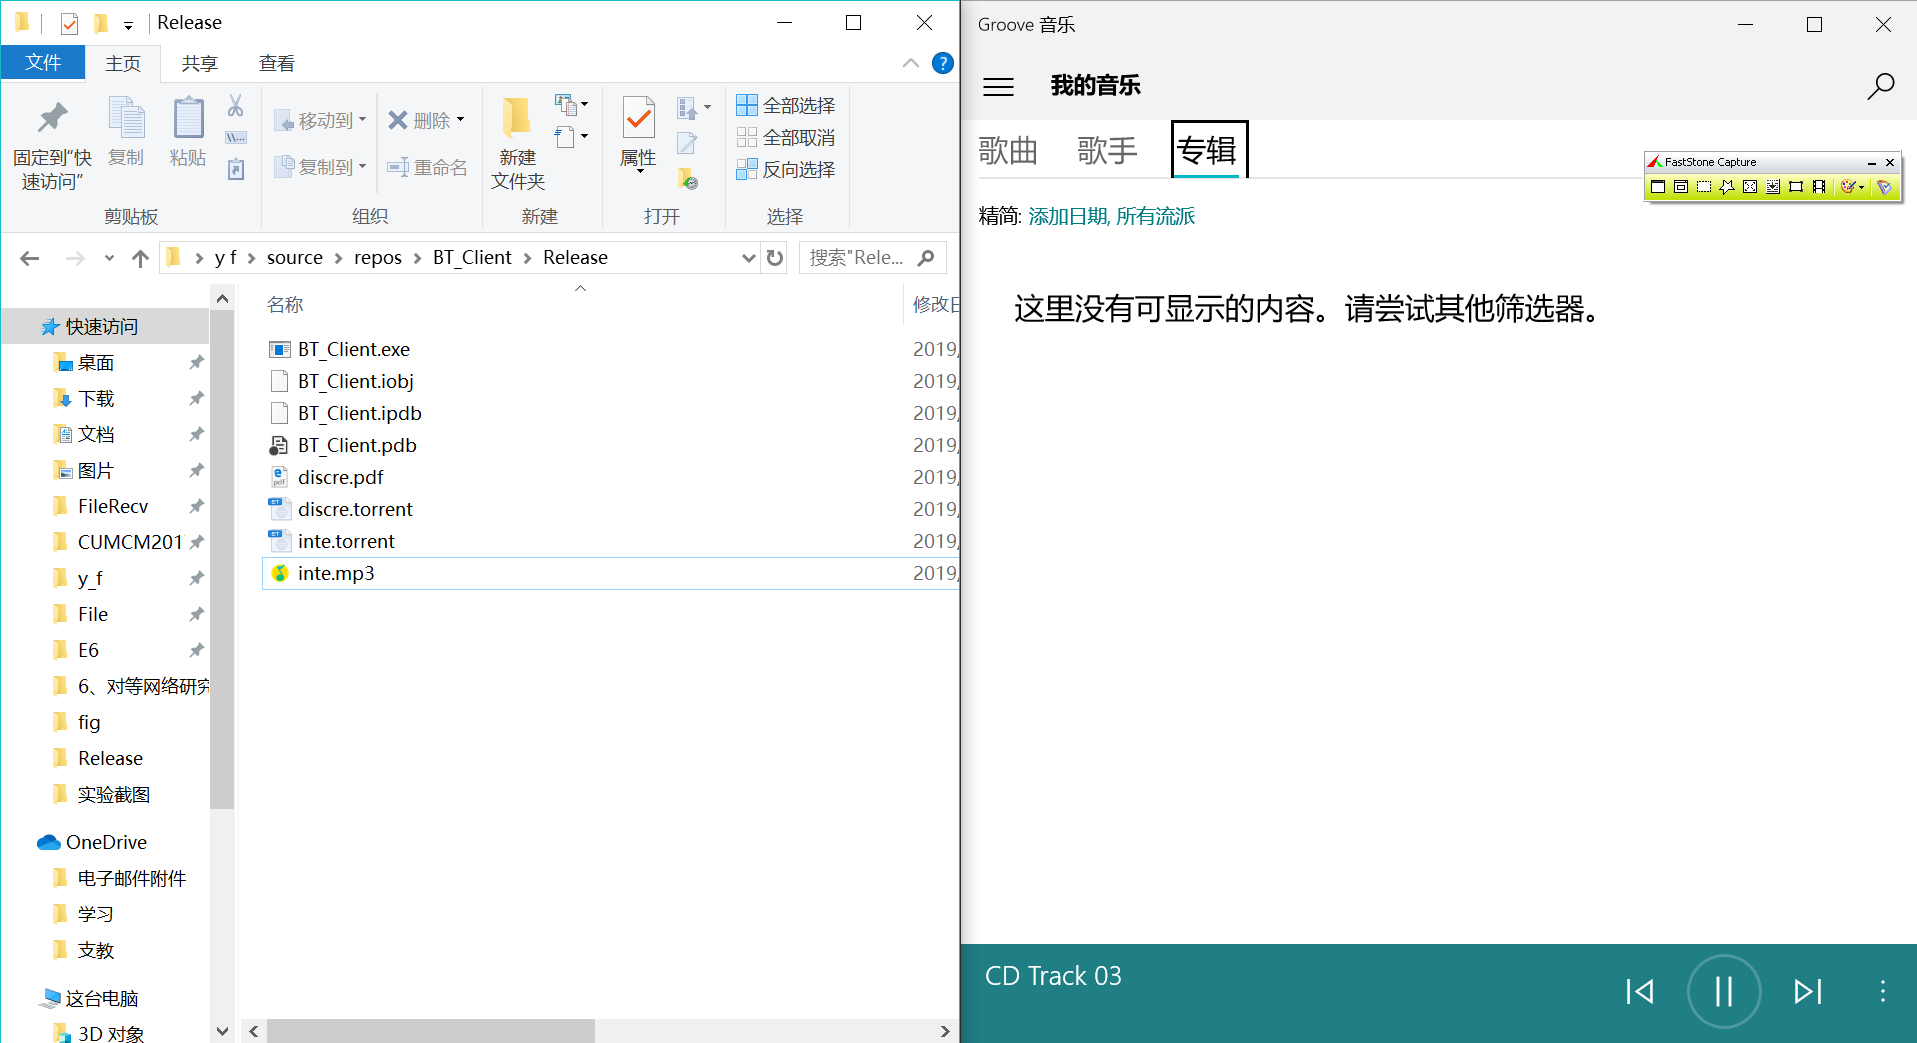 Release
文件 主页 共享 查看
固定到"快
速访问"
复制
粘贴
移动到
复制到
删除
重命名
新建
文件夹
属性
全部选择
全部取消
反向选择
剪贴板 组织 新建 打开 选择
y f source repos BT_Client Release
搜索"Rele...
快速访问
桌面
下载
文档
图片
FileRecv
CUMCM201
y_f
File
E6
6、对等网络研究
fig
Release
实验截图
OneDrive
电子邮件附件
学习
支教
这台电脑
3D 对象
名称 修改日
BT_Client.exe 2019/
BT_Client.iobj 2019/
BT_Client.ipdb 2019/
BT_Client.pdb 2019/
discre.pdf 2019/
discre.torrent 2019/
inte.torrent 2019/
inte.mp3 2019/
Groove 音乐
我的音乐
歌曲 歌手 专辑
FastStone Capture
精简: 添加日期, 所有流派
这里没有可显示的内容。请尝试其他筛选器。
CD Track 03